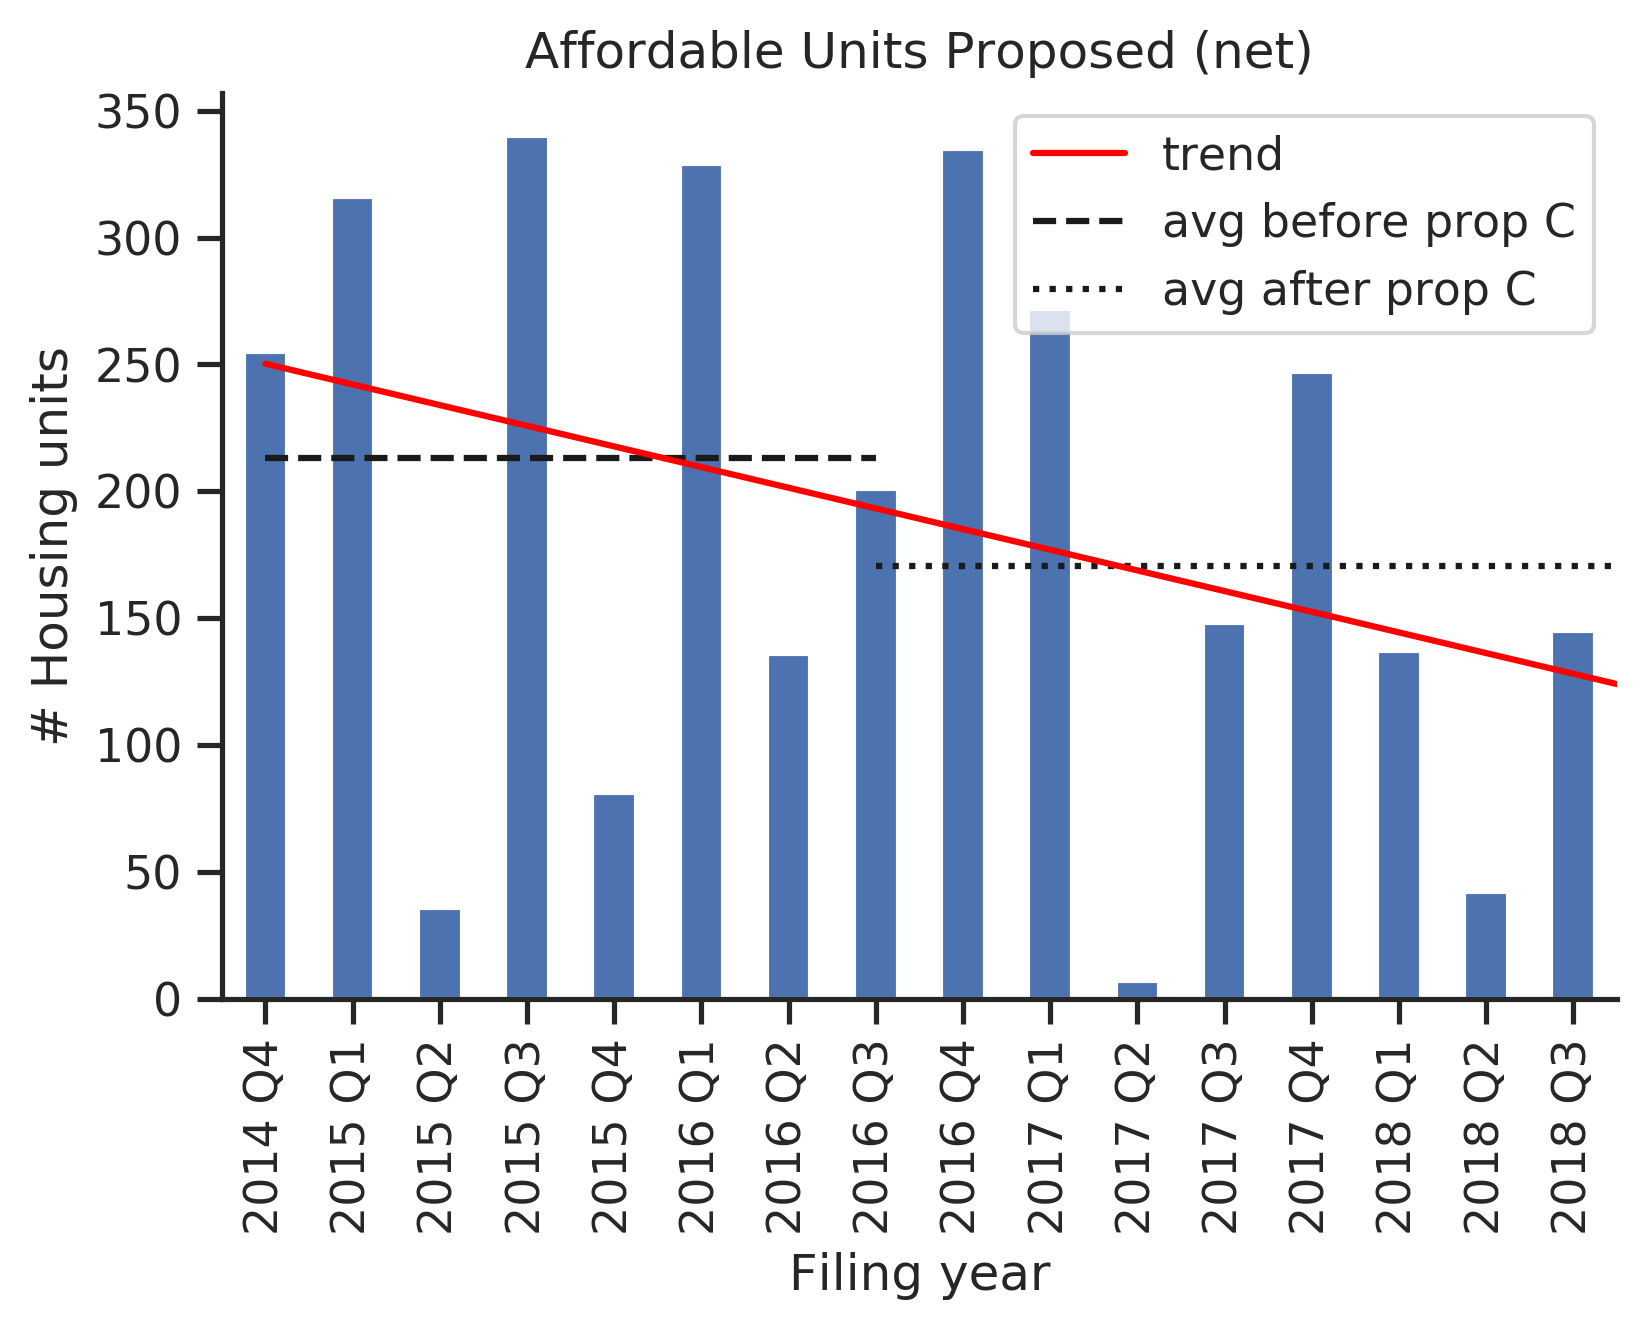 Affordable Units Proposed (net)
350
300
250
200
150
100
50
0
# Housing units
trend
avg before prop C
avg after prop C
2014 Q4
2015 Q1
2015 Q2
2015 Q3
2015 Q4
2016 Q1
2016 Q2
2016 Q3
2016 Q4
2017 Q1
2017 Q2
2017 Q3
2017 Q4
2018 Q1
2018 Q2
2018 Q3
Filing year